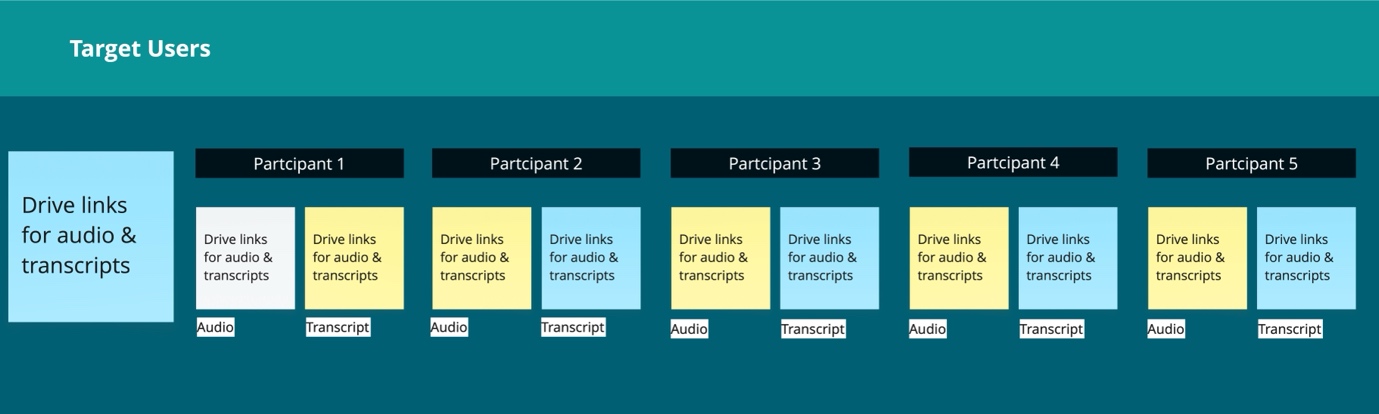 Target Users
Drive links
for audio &
transcripts
Partcipant 1
Drive links
for audio &
transcripts
Audio
Drive links
for audio &
transcripts
Transcript
Partcipant 2
Drive links
for audio &
transcripts
Audio
Drive links
for audio &
transcripts
Transcript
Partcipant 3
Drive links
for audio &
transcripts
Audio
Drive links
for audio &
transcripts
Transcript
Partcipant 4
Drive links
for audio &
transcripts
Audio
Drive links
for audio &
transcripts
Transcript
Partcipant 5
Drive links
for audio &
transcripts
Audio
Drive links
for audio &
transcripts
Transcript